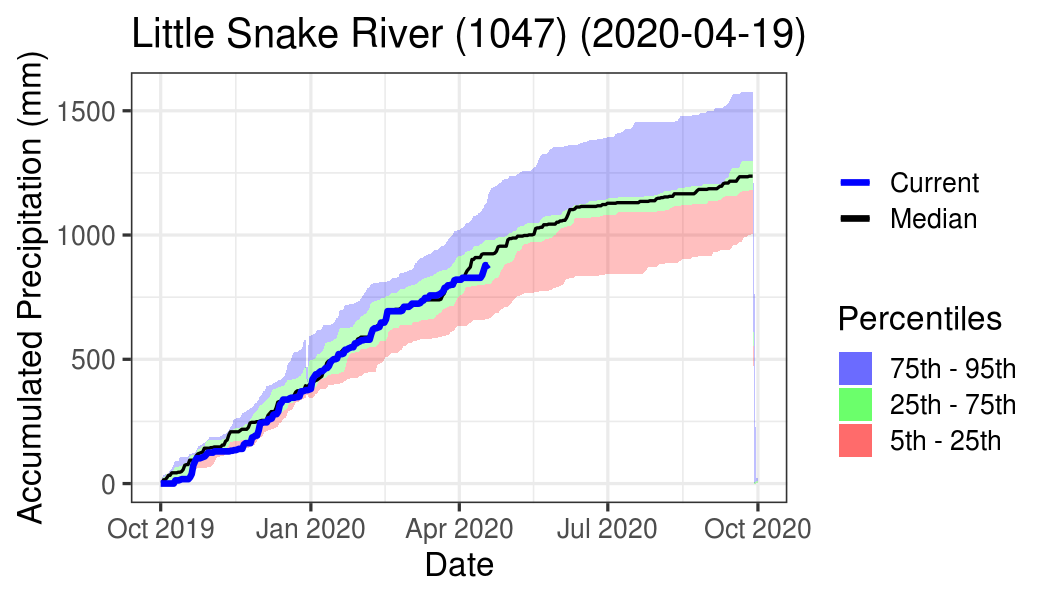 Little Snake River (1047) (2020-04-19)
Accumulated Precipitation (mm)
1500
1000
500
0
Oct 2019
Jan 2020
Apr 2020
Jul 2020
Oct 2020
Date
Current
Median
Percentiles
75th - 95th
25th - 75th
5th - 25th